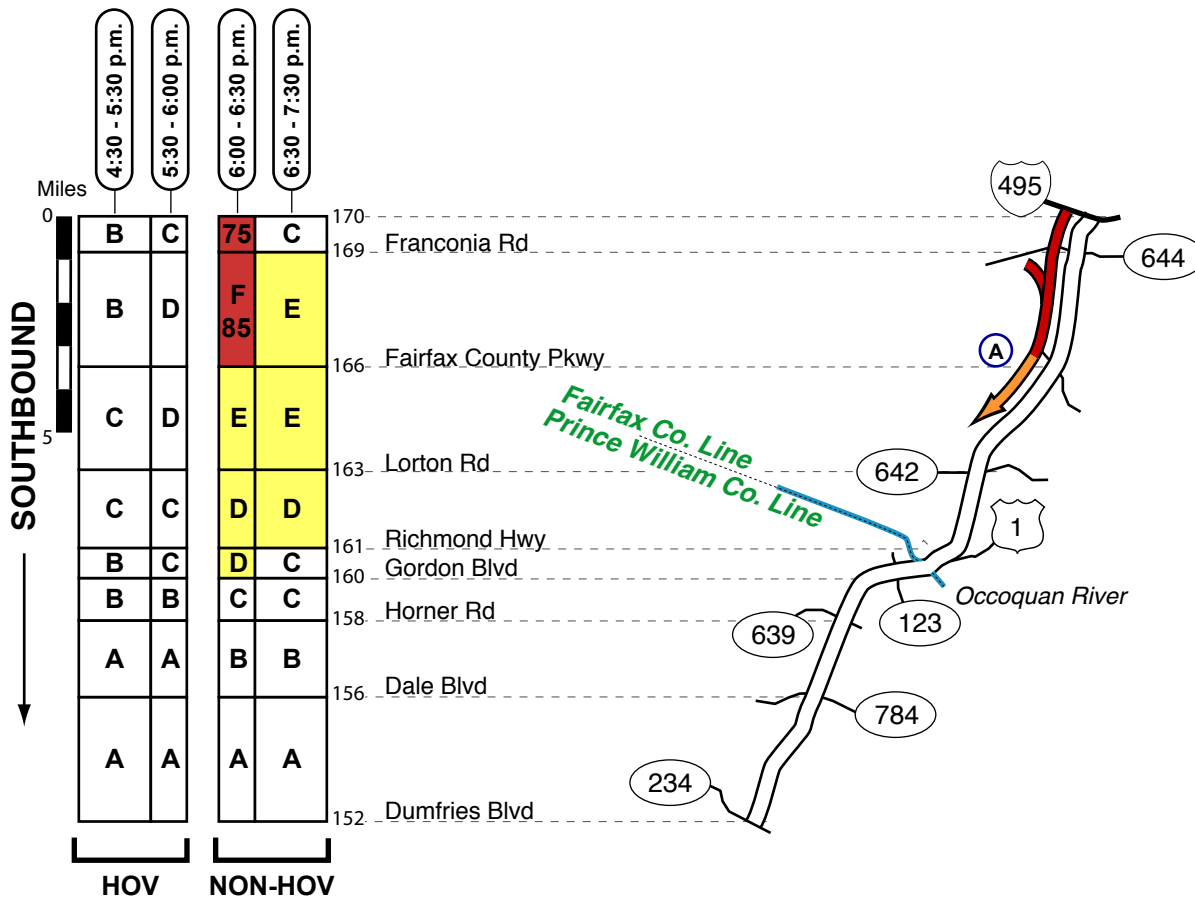 4:30 - 5:30 p.m.
5:30 - 6:00 p.m.
6:00 - 6:30 p.m.
6:30 - 7:30 p.m.
Miles
0
5
SOUTHBOUND
B C 75 C
B D F 85 E
C D E E
C C D D
B C D C
B B C C
A A B B
A A A A
HOV
NON-HOV
170
169 Franconia Rd
166 Fairfax County Pkwy
163 Lorton Rd
161 Richmond Hwy
160 Gordon Blvd
158 Horner Rd
156 Dale Blvd
152 Dumfries Blvd
495
644
A
Fairfax Co. Line
Prince William Co. Line
642
1
Occoquan River
123
639
784
234